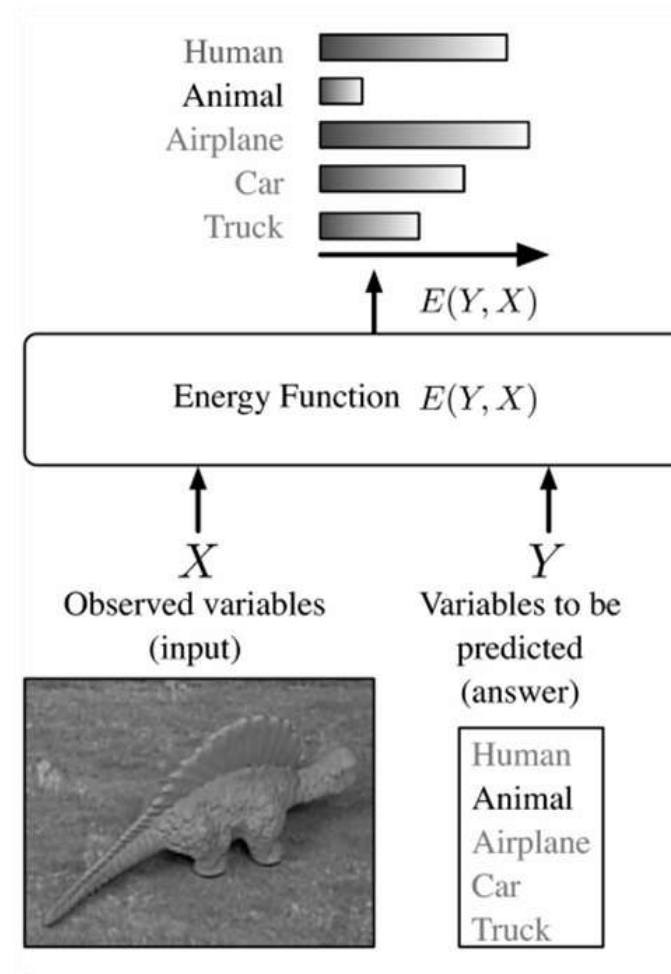 Human
Animal
Airplane
Car
Truck
E(Y, X)
Energy Function E(Y, X)
X
Observed variables
(input)
Y
Variables to be
predicted
(answer)
Human
Animal
Airplane
Car
Truck